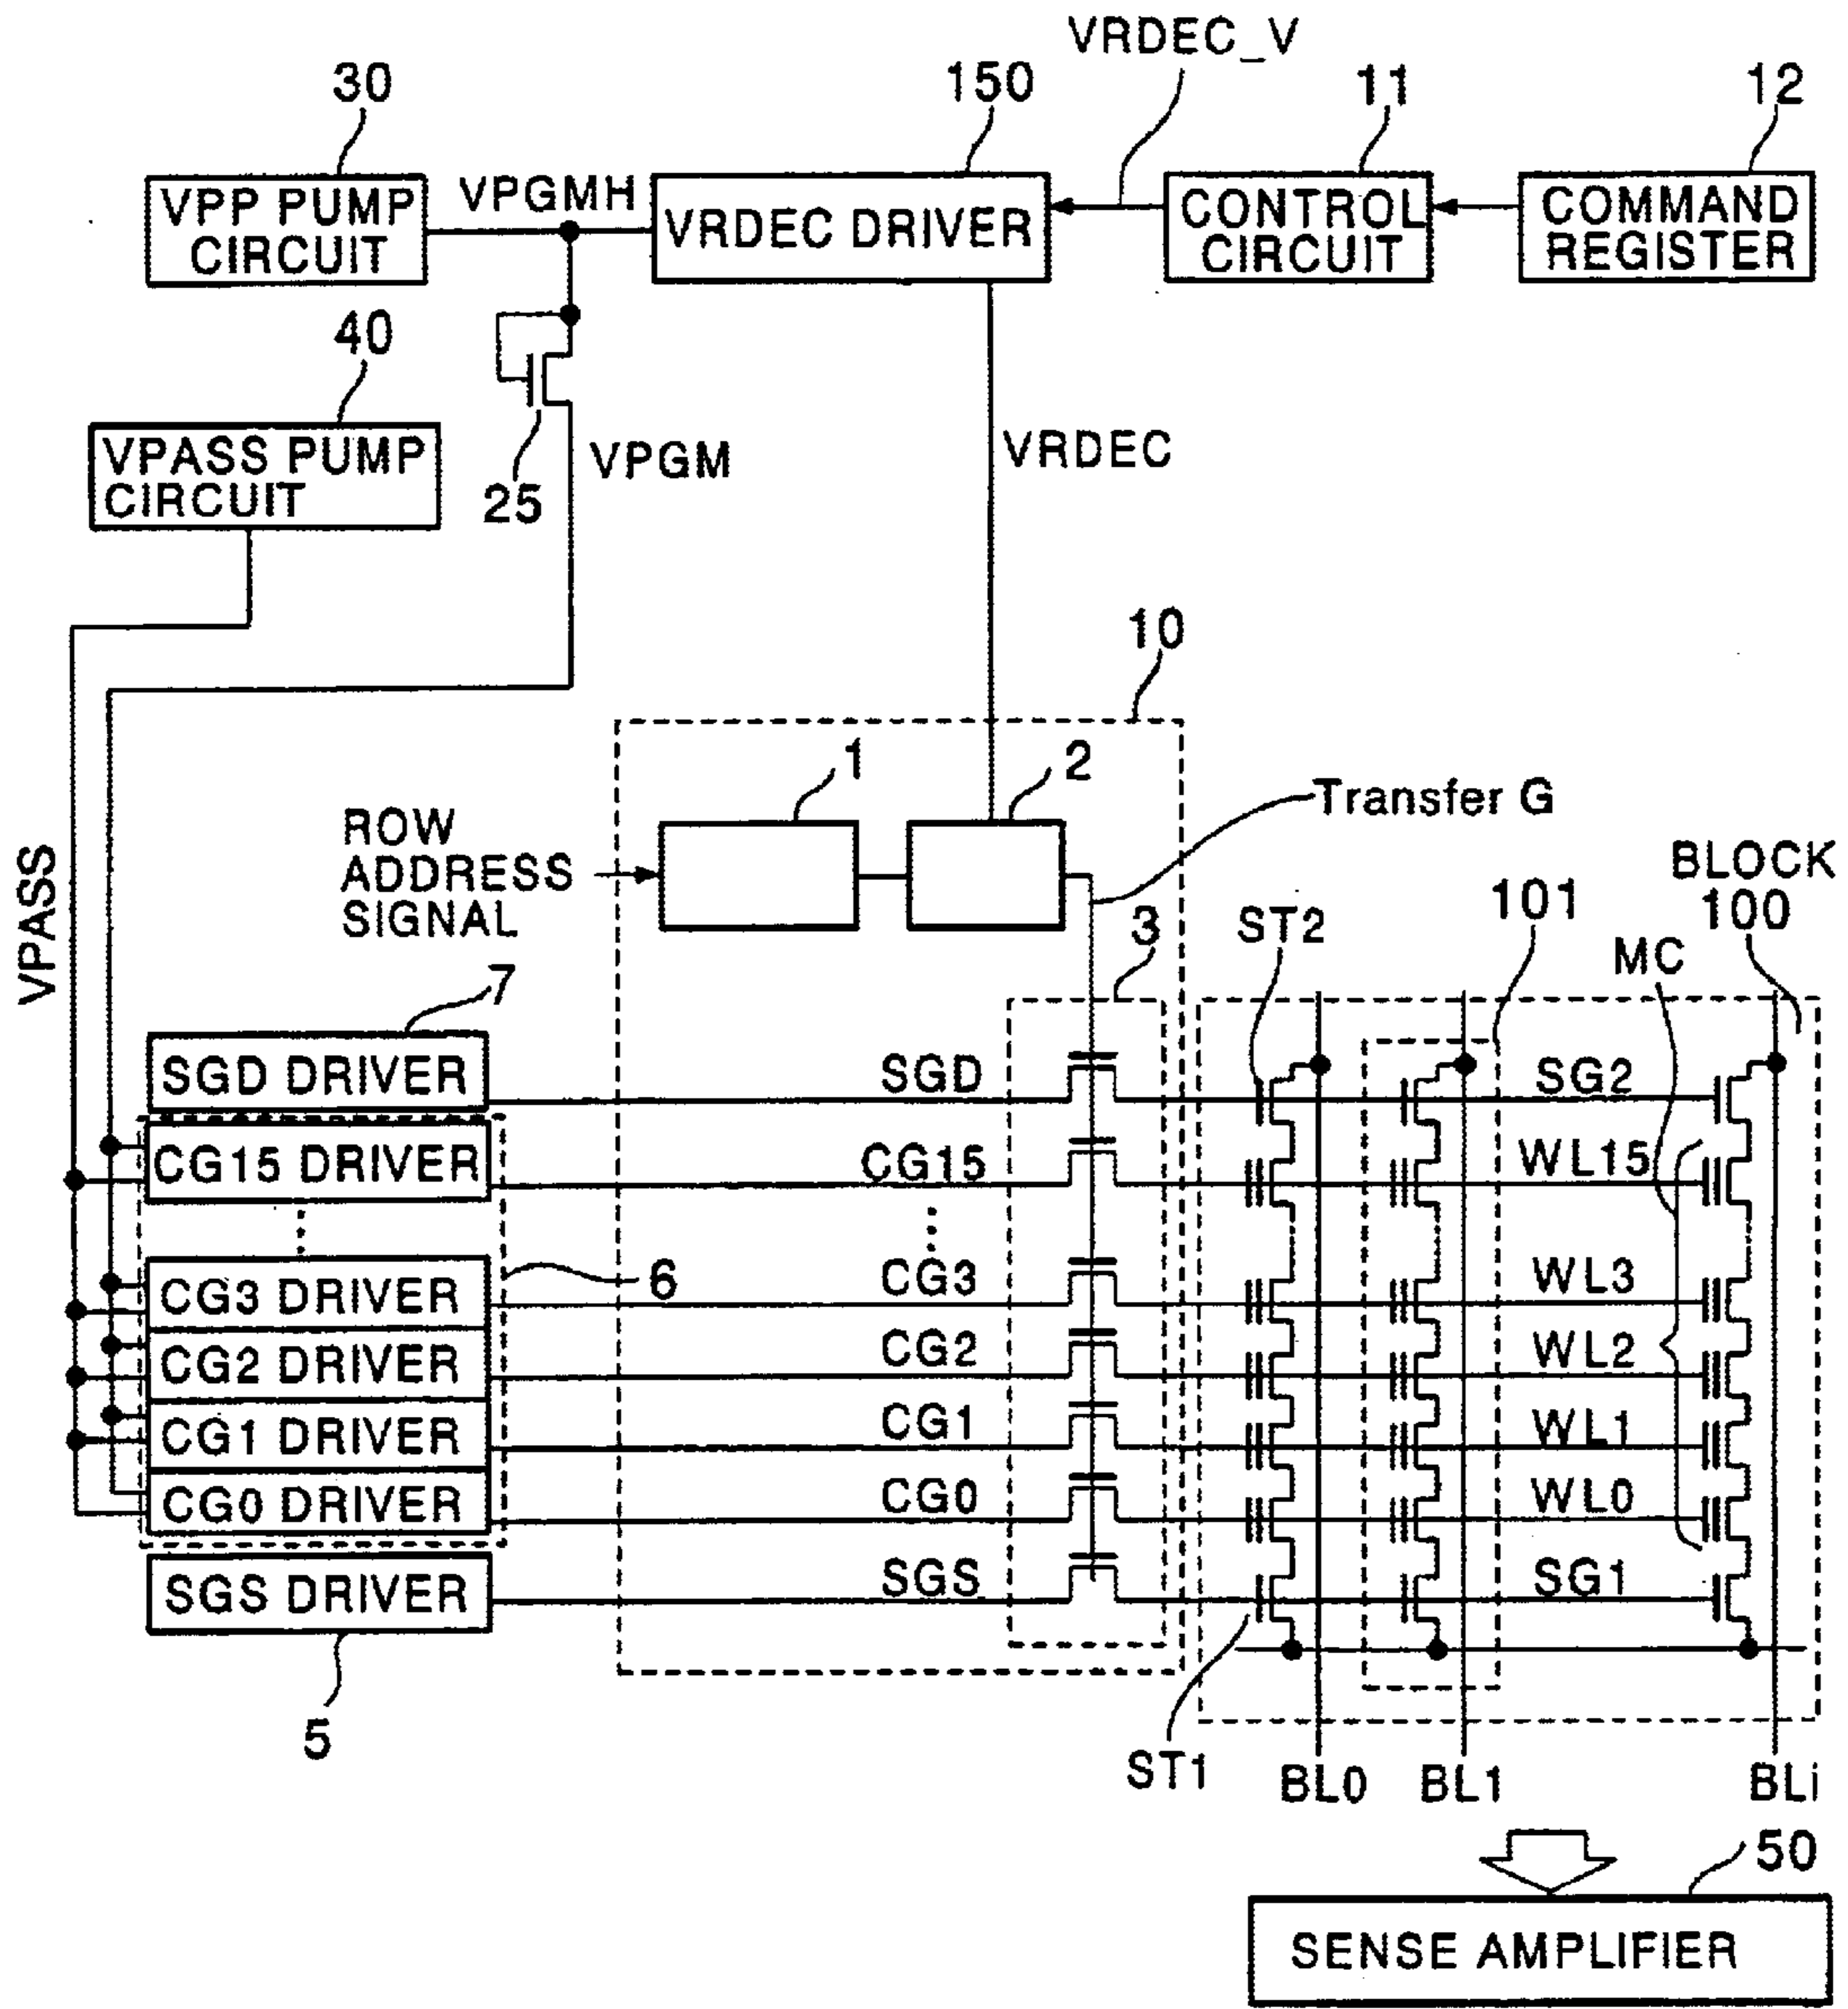 VRDEC_V
30
150
11
12
VPP PUMP
CIRCUIT
VPGMH
VRDEC DRIVER
CONTROL
CIRCUIT
COMMAND
REGISTER
40
VPASS PUMP
CIRCUIT
25
VPGM
VRDEC
10
1
2
Transfer G
ROW
ADDRESS
SIGNAL
VPASS
BLOCK
100
101
ST2
3
MC
7
SGD DRIVER
SGD
SG2
CG15 DRIVER
CG15
WL15
CG3 DRIVER
6
CG3
WL3
CG2 DRIVER
CG2
WL2
CG1 DRIVER
CG1
WL1
CG0 DRIVER
CG0
WL0
SGS DRIVER
SGS
SG1
5
ST1
BL0
BL1
BLi
50
SENSE AMPLIFIER